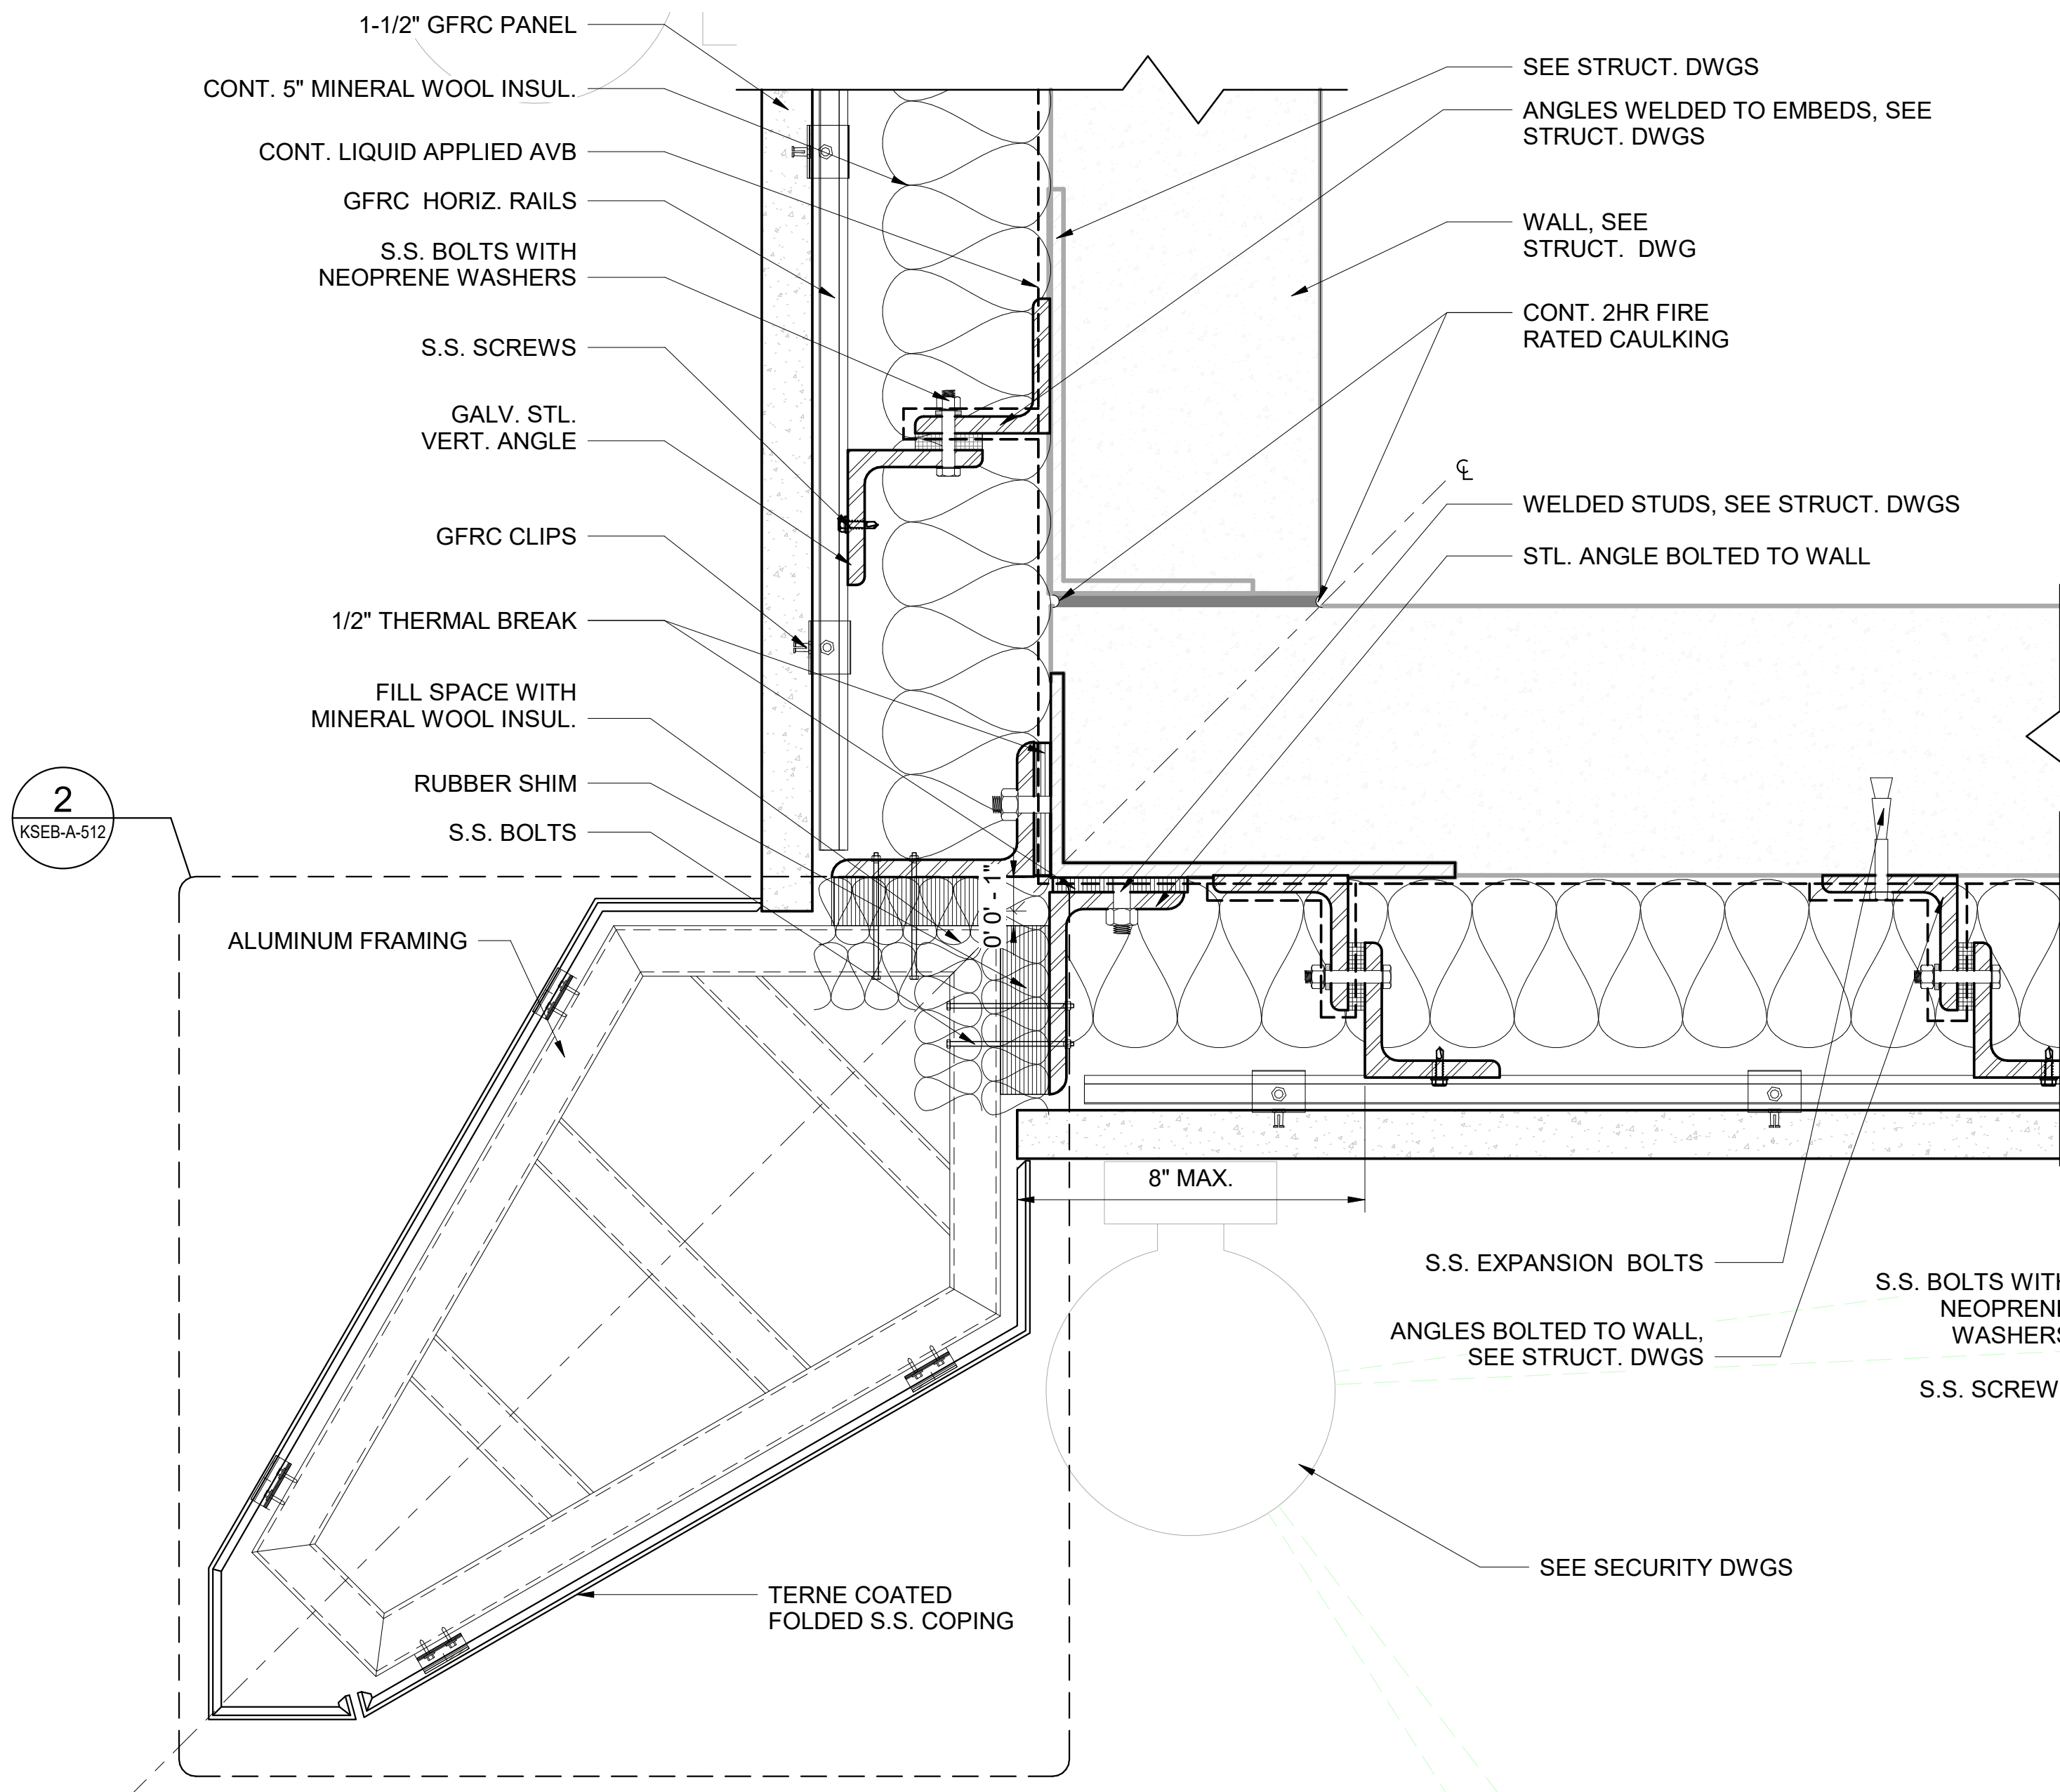 1-1/2" GFRC PANEL
CONT. 5" MINERAL WOOL INSUL.
CONT. LIQUID APPLIED AVB
GFRC HORIZ. RAILS
S.S. BOLTS WITH
NEOPRENE WASHERS
S.S. SCREWS
GALV. STL.
VERT. ANGLE
GFRC CLIPS
1/2" THERMAL BREAK
FILL SPACE WITH
MINERAL WOOL INSUL.
RUBBER SHIM
S.S. BOLTS
2
KSEB-A-512
ALUMINUM FRAMING
0' 0' - 1"
SEE STRUCT. DWGS
ANGLES WELDED TO EMBEDS, SEE
STRUCT. DWGS
WALL, SEE
STRUCT. DWG
CONT. 2HR FIRE
RATED CAULKING
℄
WELDED STUDS, SEE STRUCT. DWGS
STL. ANGLE BOLTED TO WALL
8" MAX.
S.S. EXPANSION BOLTS
ANGLES BOLTED TO WALL,
SEE STRUCT. DWGS
S.S. BOLTS WITH
NEOPRENE
WASHERS
S.S. SCREW
SEE SECURITY DWGS
TERNE COATED
FOLDED S.S. COPING